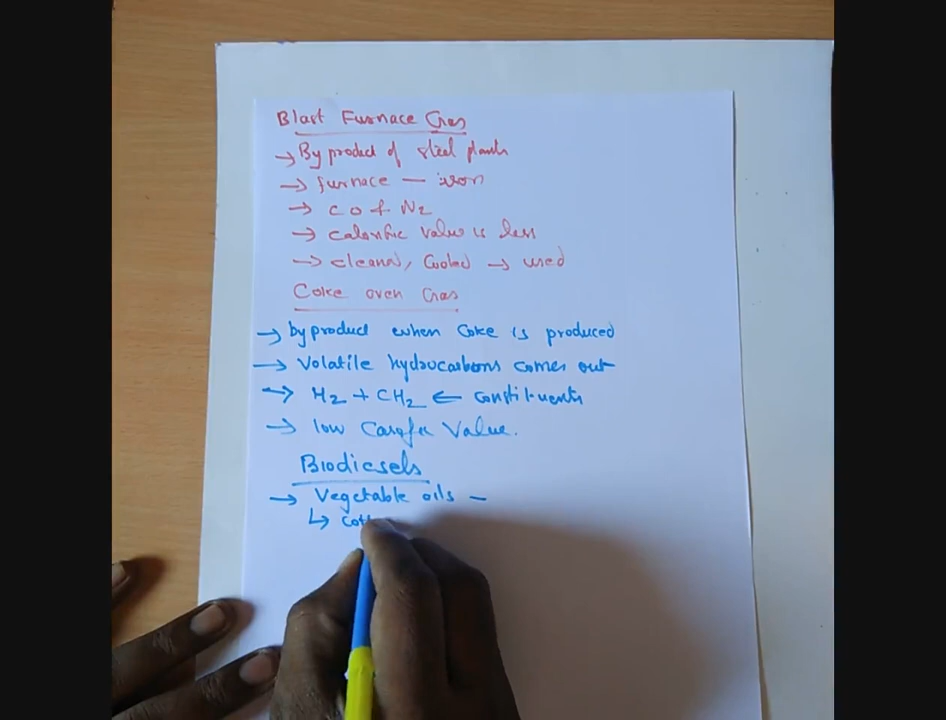 Blast Furnace Gas
→ By product of steel plants
→ furnace — iron
→ CO + N2
→ calorific value is less
→ cleaned, Cooled → used
Coke oven Gas
→ by product when Coke is produced
→ Volatile hydrocarbons comes out
→ H2 + CH2 ← constituents
→ low Value.
Biodiesels
→ Vegetable oils –
↳